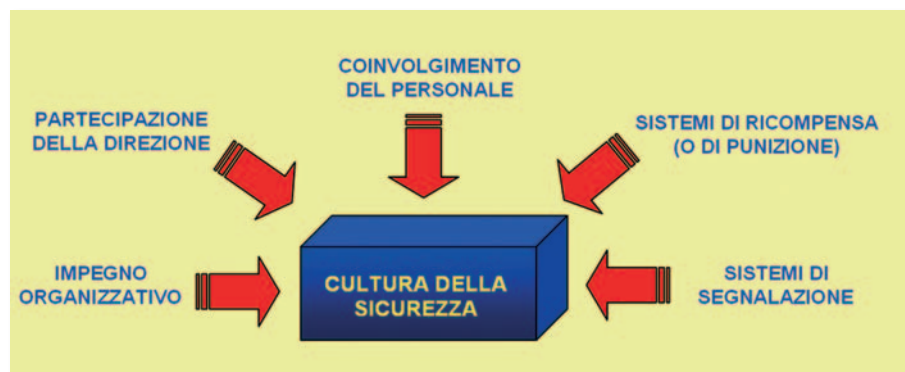 COINVOLGIMENTO
DEL PERSONALE
PARTECIPAZIONE
DELLA DIREZIONE
SISTEMI DI RICOMPENSA
(O DI PUNIZIONE)
IMPEGNO
ORGANIZZATIVO
CULTURA DELLA
SICUREZZA
SISTEMI DI
SEGNALAZIONE